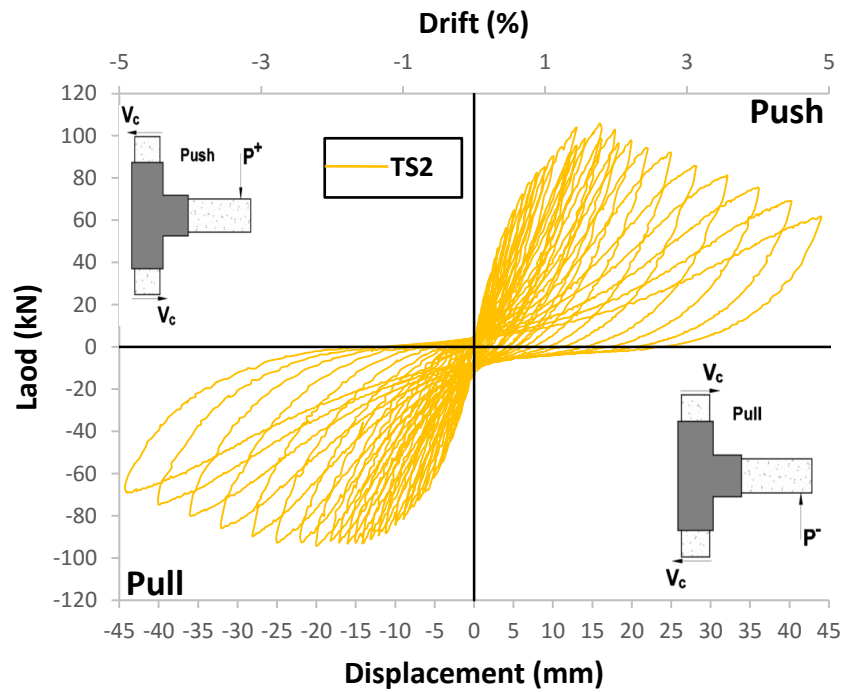 Drift (%)
-5 -3 -1 1 3 5
120
100
80
60
40
20
0
-20
-40
-60
-80
-100
-120
Laod (kN)
Push
Vc
Push P+
Vc
TS2
Vc
Pull
P-
Vc
Pull
-45 -40 -35 -30 -25 -20 -15 -10 -5 0 5 10 15 20 25 30 35 40 45
Displacement (mm)